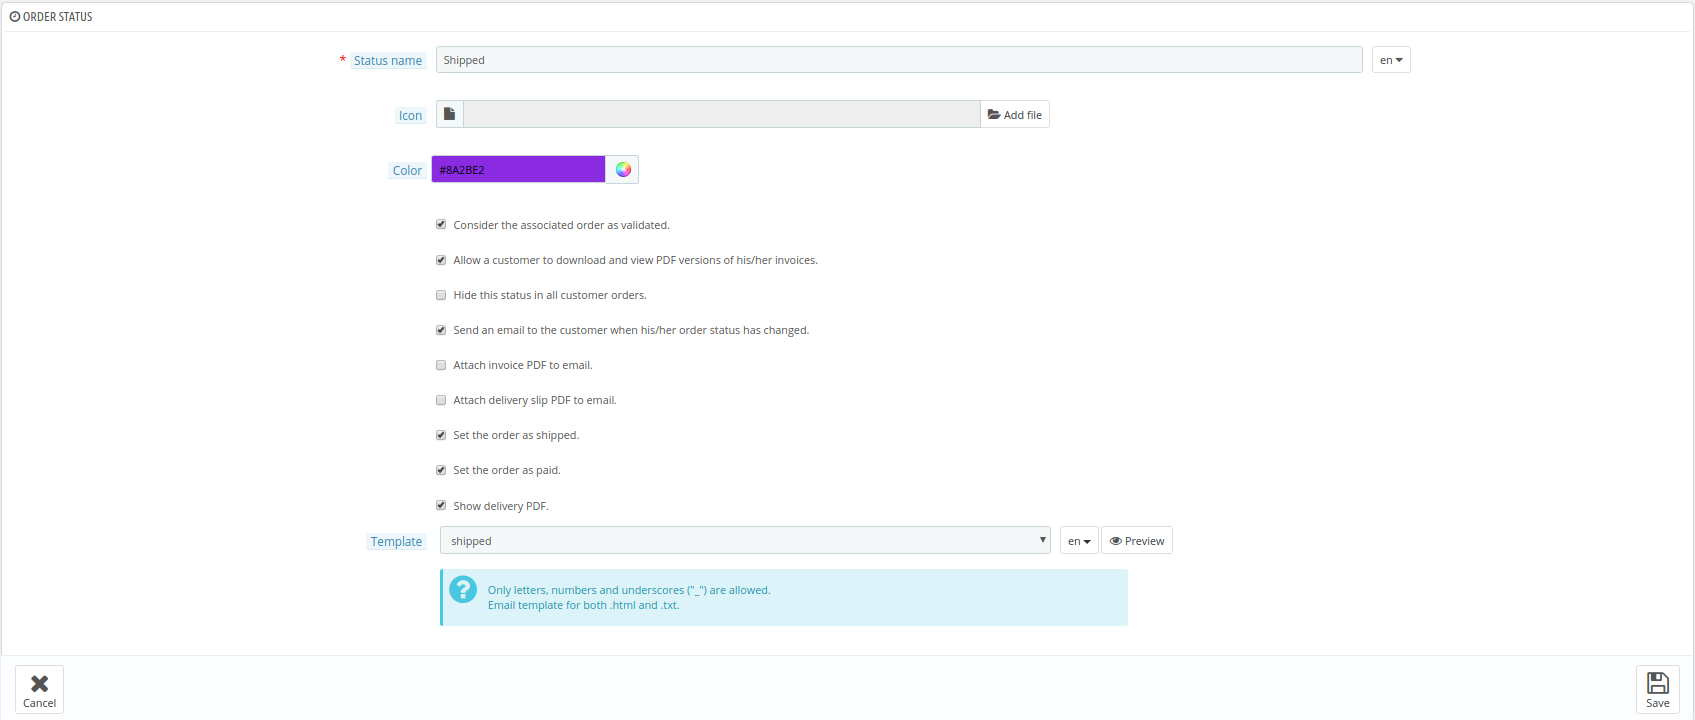 ORDER STATUS
* Status name
Shipped
en
Icon
Add file
Color
#8A2BE2
Consider the associated order as validated.
Allow a customer to download and view PDF versions of his/her invoices.
Hide this status in all customer orders.
Send an email to the customer when his/her order status has changed.
Attach invoice PDF to email.
Attach delivery slip PDF to email.
Set the order as shipped.
Set the order as paid.
Show delivery PDF.
Template
shipped
en
Preview
Only letters, numbers and underscores ("_") are allowed.
Email template for both .html and .txt.
Cancel
Save